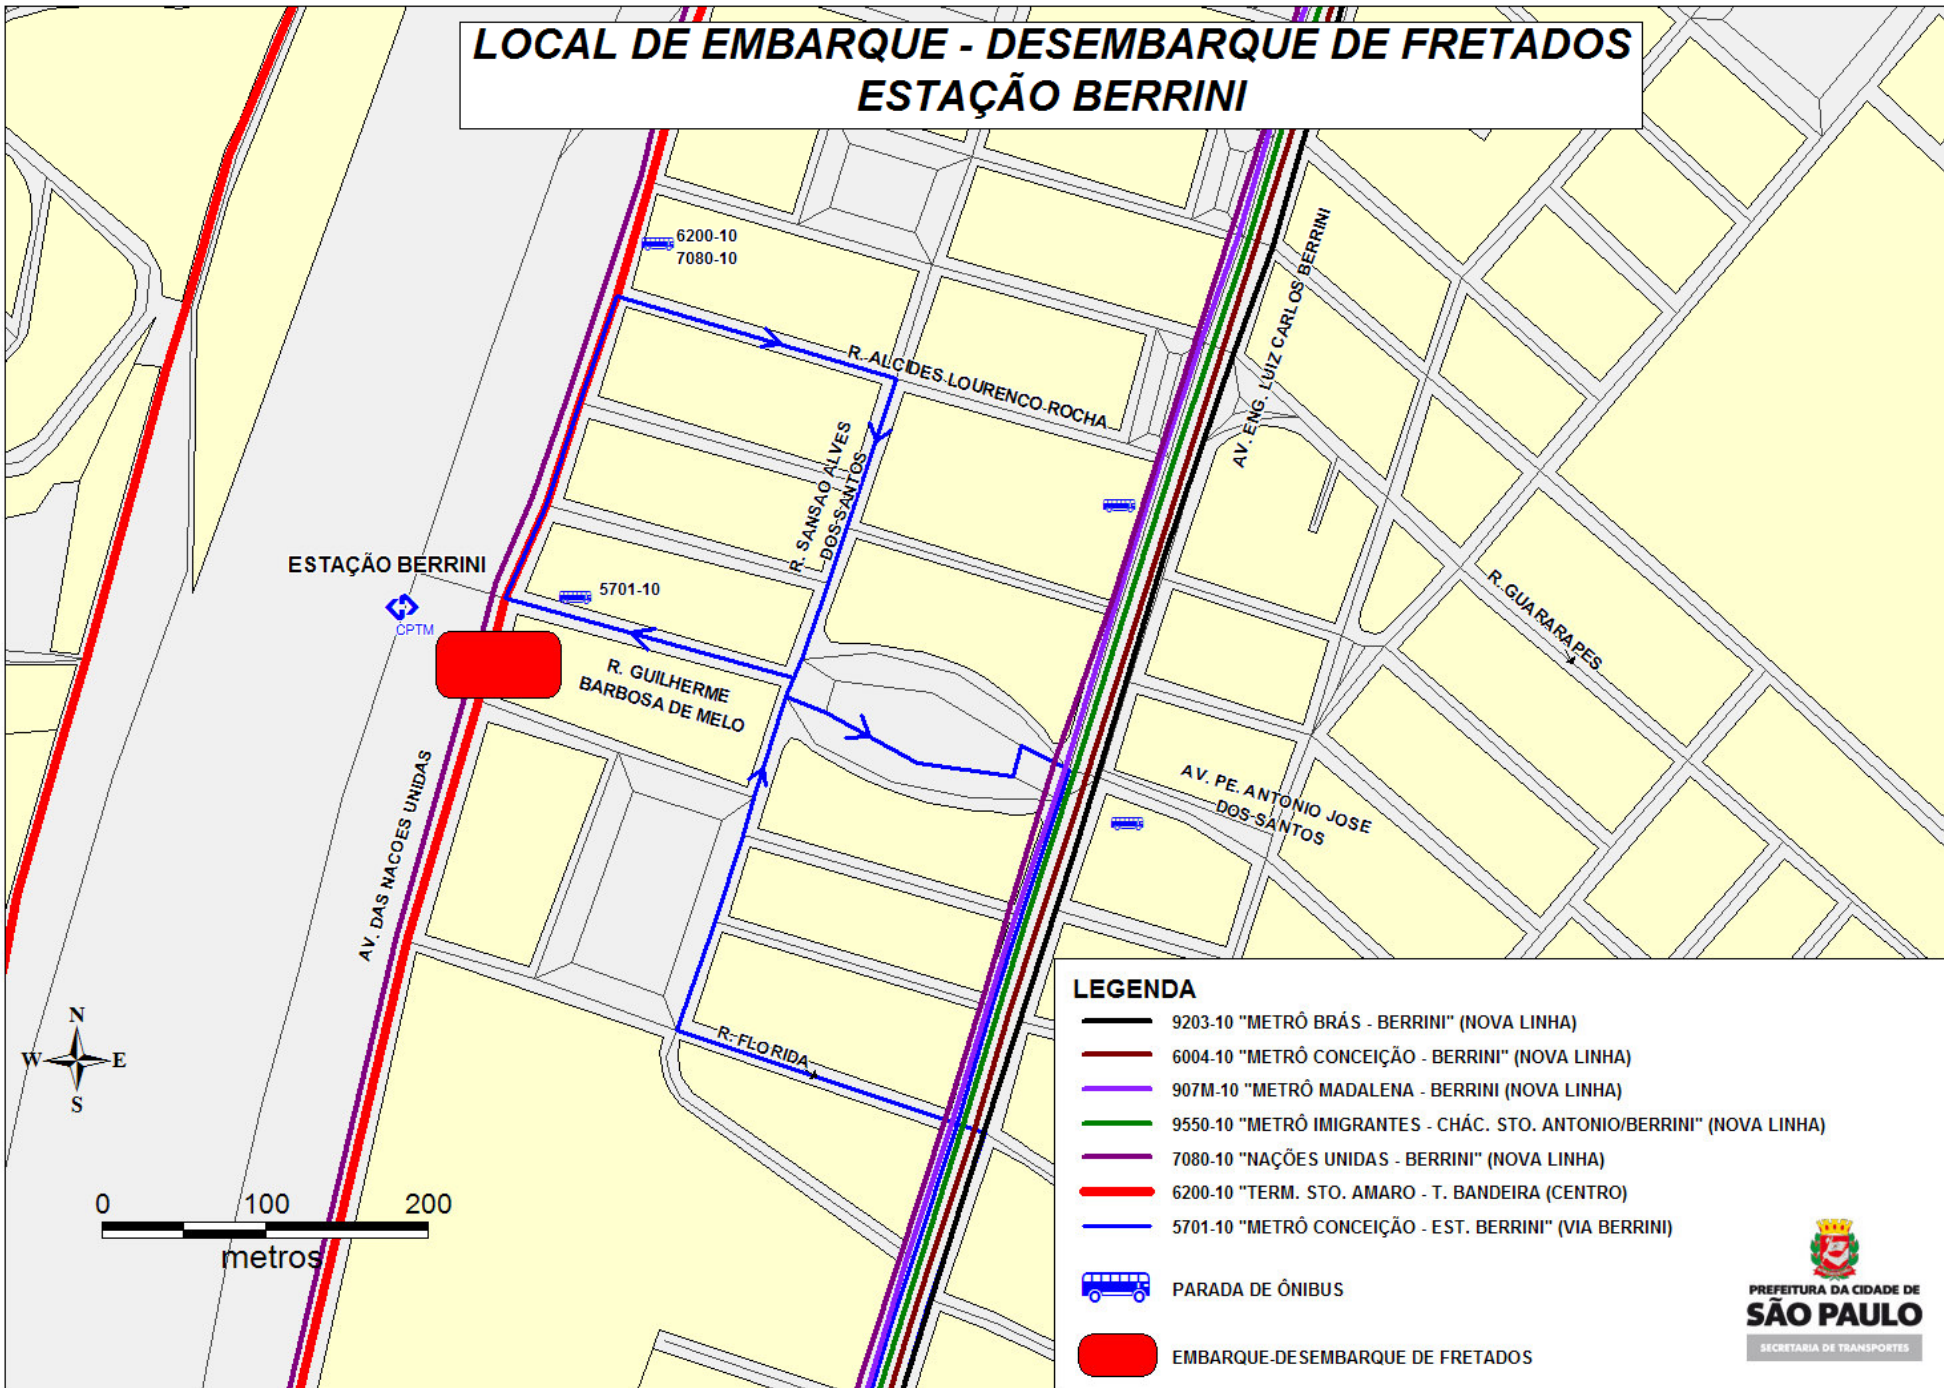 LOCAL DE EMBARQUE - DESEMBARQUE DE FRETADOS
ESTAÇÃO BERRINI
6200-10
7080-10
R. ALCIDES LOURENCO ROCHA
AV. ENG. LUIZ CARLOS BERRINI
R. SANSAO ALVES
DOS SANTOS
ESTAÇÃO BERRINI
CPTM
5701-10
R. GUILHERME
BARBOSA DE MELO
R. GUARARAPES
AV. PE. ANTONIO JOSE
DOS SANTOS
AV. DAS NACOES UNIDAS
R. FLORIDA
N
W E
S
0 100 200
metros
LEGENDA
9203-10 "METRÔ BRÁS - BERRINI" (NOVA LINHA)
6004-10 "METRÔ CONCEIÇÃO - BERRINI" (NOVA LINHA)
907M-10 "METRÔ MADALENA - BERRINI (NOVA LINHA)
9550-10 "METRÔ IMIGRANTES - CHÁC. STO. ANTONIO/BERRINI" (NOVA LINHA)
7080-10 "NAÇÕES UNIDAS - BERRINI" (NOVA LINHA)
6200-10 "TERM. STO. AMARO - T. BANDEIRA (CENTRO)
5701-10 "METRÔ CONCEIÇÃO - EST. BERRINI" (VIA BERRINI)
PARADA DE ÔNIBUS
EMBARQUE-DESEMBARQUE DE FRETADOS
PREFEITURA DA CIDADE DE
SÃO PAULO
SECRETARIA DE TRANSPORTES